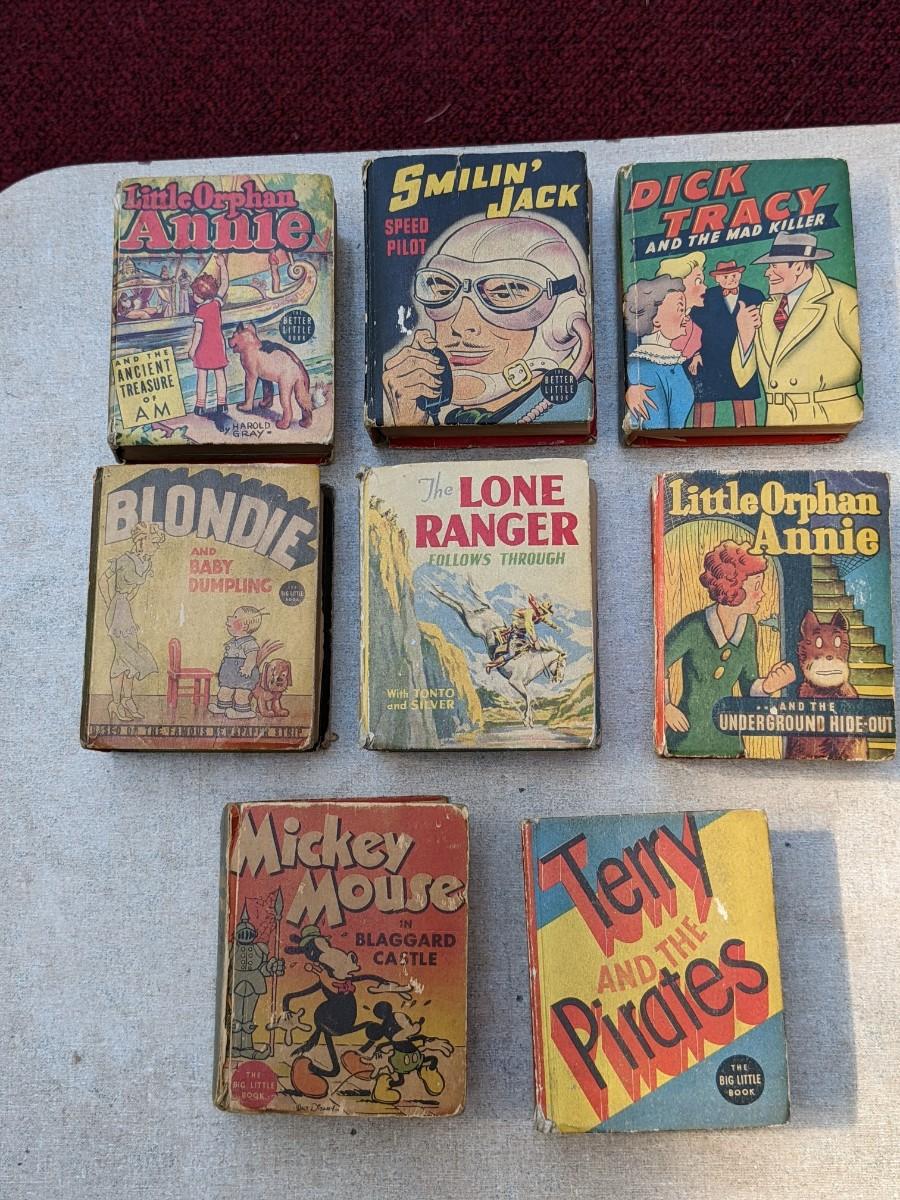 Little Orphan
Annie
AND THE
ANCIENT
TREASURE
OF
AM
THE
BETTER
LITTLE
BOOK
By HAROLD
GRAY
SMILIN'
JACK
SPEED
PILOT
THE
BETTER
LITTLE
BOOK
DICK
TRACY
AND THE MAD KILLER
BLONDIE
AND
BABY
DUMPLING
THE
BIG LITTLE
BOOK
BASED ON THE FAMOUS NEWSPAPER STRIP
The LONE
RANGER
FOLLOWS THROUGH
With TONTO
and SILVER
Little Orphan
Annie
...AND THE
UNDERGROUND HIDE-OUT
Mickey
Mouse
IN
BLAGGARD
CASTLE
THE
BIG LITTLE
BOOK
Walt Disney
Terry
AND THE
Pirates
THE
BIG LITTLE
BOOK